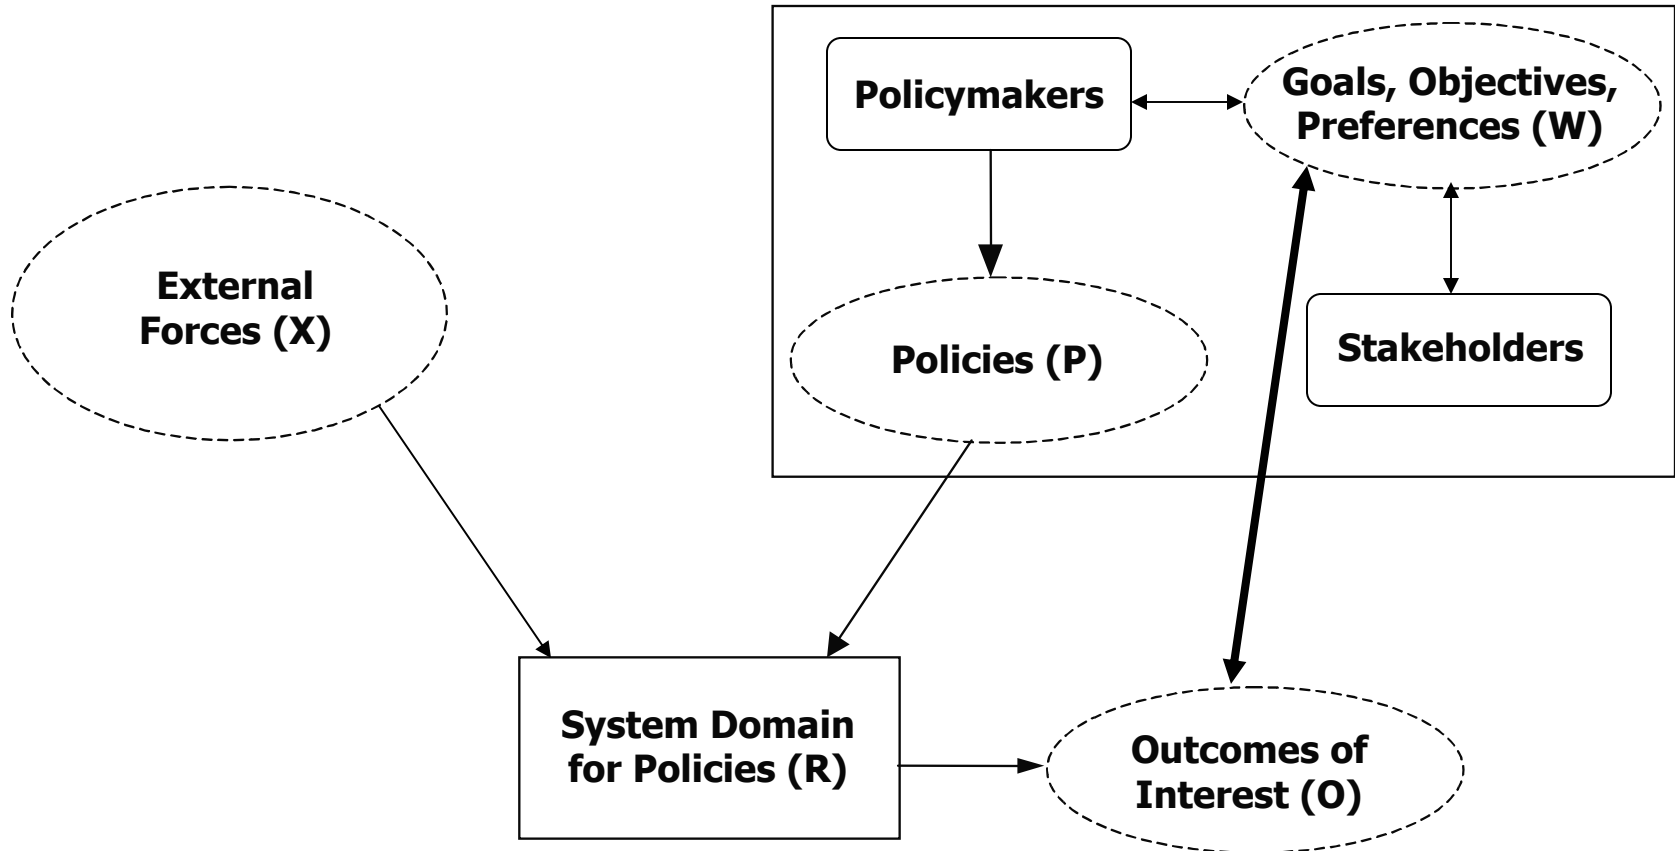 Policymakers
Goals, Objectives,
Preferences (W)
External
Forces (X)
Policies (P)
Stakeholders
System Domain
for Policies (R)
Outcomes of
Interest (O)